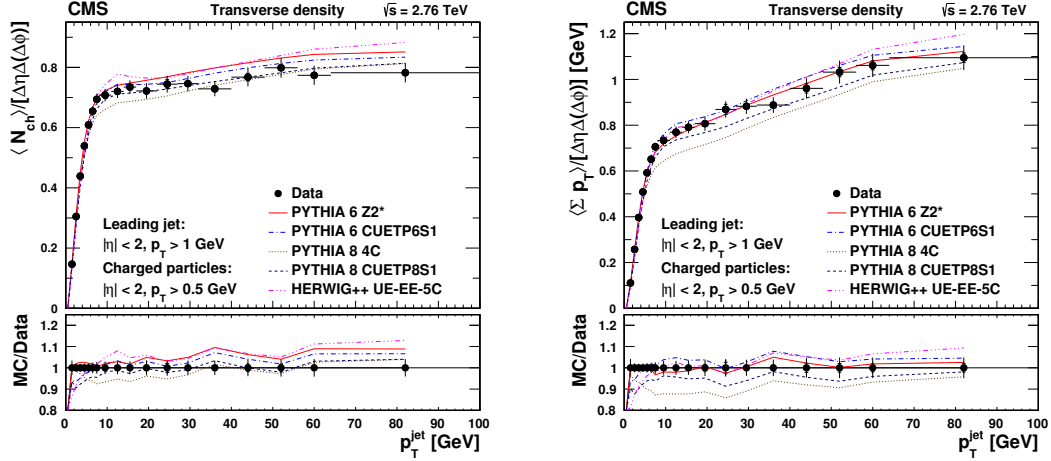 CMS Transverse density √s = 2.76 TeV
⟨ N_ch⟩/[ΔηΔ(Δϕ)]
0.8
0.6
0.4
0.2
0
Data
PYTHIA 6 Z2*
PYTHIA 6 CUETP6S1
PYTHIA 8 4C
PYTHIA 8 CUETP8S1
HERWIG++ UE-EE-5C
Leading jet:
|η| < 2, p_T > 1 GeV
Charged particles:
|η| < 2, p_T > 0.5 GeV
MC/Data
1.2
1.1
1
0.9
0.8
0 10 20 30 40 50 60 70 80 90 100
p_T^jet [GeV]
CMS Transverse density √s = 2.76 TeV
⟨Σ p_T⟩/[ΔηΔ(Δϕ)] [GeV]
1.2
1
0.8
0.6
0.4
0.2
0
Data
PYTHIA 6 Z2*
PYTHIA 6 CUETP6S1
PYTHIA 8 4C
PYTHIA 8 CUETP8S1
HERWIG++ UE-EE-5C
Leading jet:
|η| < 2, p_T > 1 GeV
Charged particles:
|η| < 2, p_T > 0.5 GeV
MC/Data
1.2
1.1
1
0.9
0.8
0 10 20 30 40 50 60 70 80 90 100
p_T^jet [GeV]